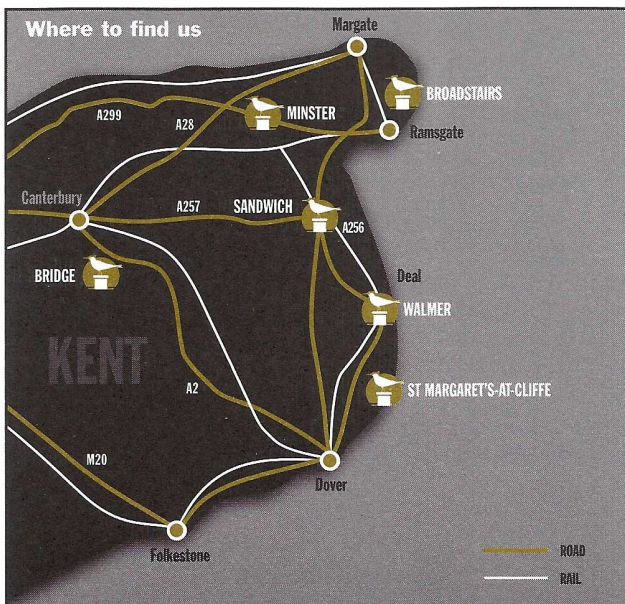 Where to find us
Margate
BROADSTAIRS
A299
A28
MINSTER
Ramsgate
Canterbury
A257
SANDWICH
A256
BRIDGE
Deal
WALMER
KENT
A2
ST MARGARET'S-AT-CLIFFE
M20
Dover
Folkestone
ROAD
RAIL